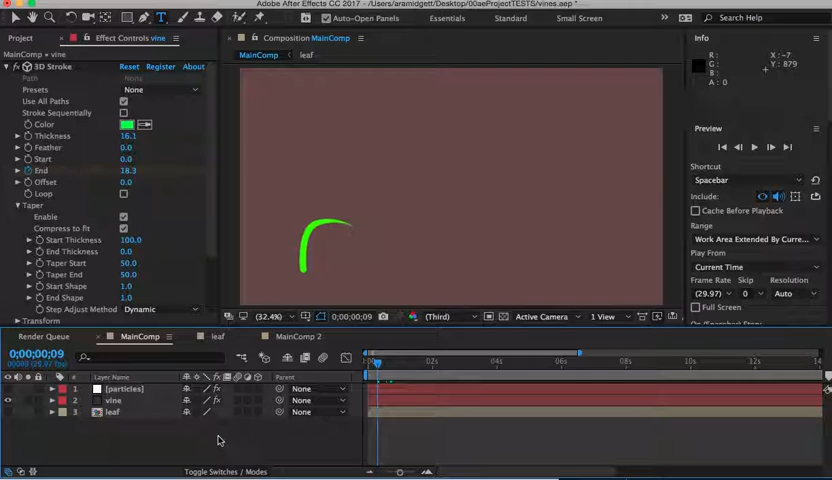 Adobe After Effects CC 2017 - /Users/aramidgett/Desktop/00aeProjectTESTS/vines.aep *
Auto-Open Panels
Essentials
Standard
Small Screen
Search Help
Project
Effect Controls vine
MainComp • vine
3D Stroke
Reset
Register
About
Path
None
Presets
None
Use All Paths
Stroke Sequentially
Color
Thickness
16.1
Feather
0.0
Start
0.0
End
18.3
Offset
0.0
Loop
Taper
Enable
Compress to fit
Start Thickness
100.0
End Thickness
0.0
Taper Start
50.0
Taper End
50.0
Start Shape
1.0
End Shape
1.0
Step Adjust Method
Dynamic
Transform
Composition MainComp
MainComp
leaf
(32.4%)
0;00;00;09
(Third)
Active Camera
1 View
Info
R :
G :
B :
A : 0
X : -7
Y : 879
Preview
Shortcut
Spacebar
Include:
Cache Before Playback
Range
Work Area Extended By Curre...
Play From
Current Time
Frame Rate
Skip
Resolution
(29.97)
0
Auto
Full Screen
Render Queue
MainComp
leaf
MainComp 2
0;00;00;09
00009 (29.97 fps)
02s
04s
06s
08s
10s
12s
14
#
Layer Name
Parent
1
[particles]
None
2
vine
None
3
leaf
None
Toggle Switches / Modes